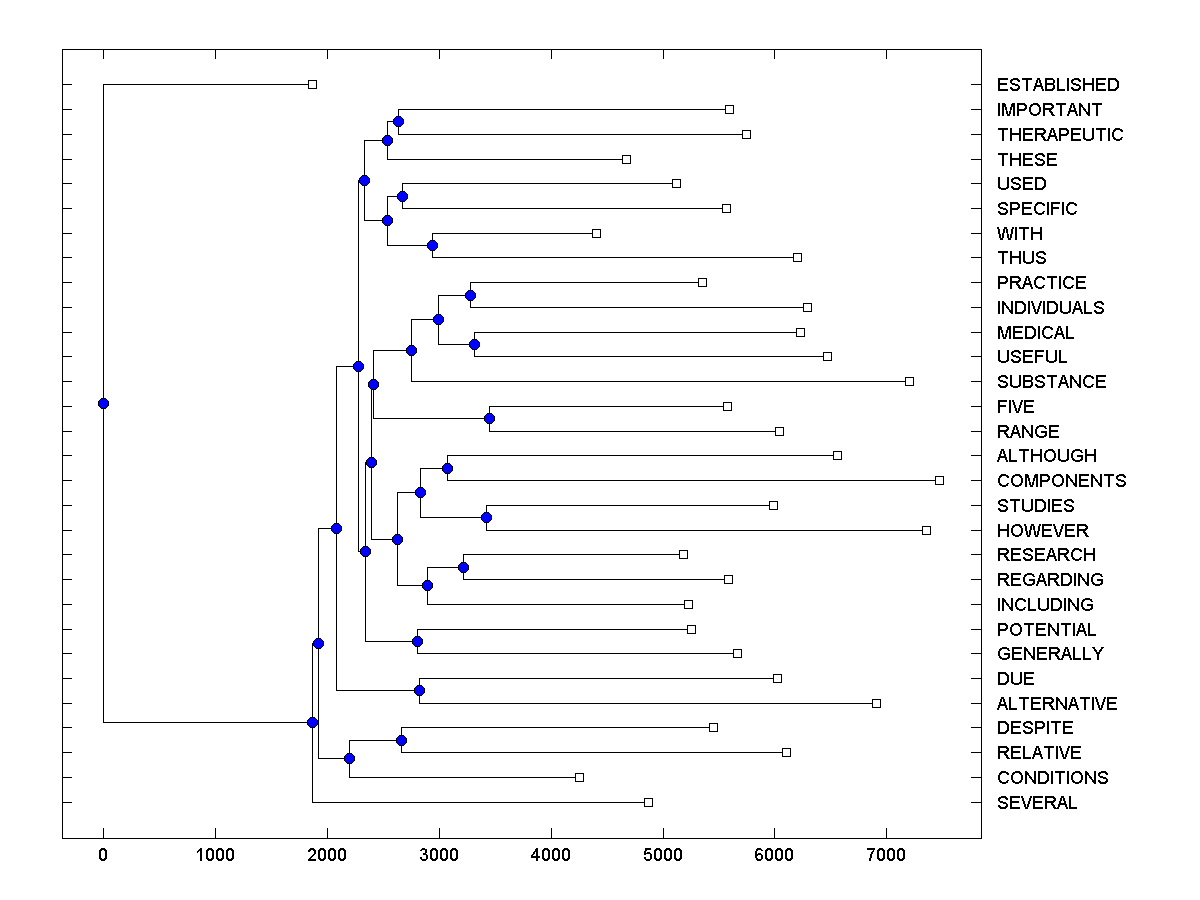 ESTABLISHED
IMPORTANT
THERAPEUTIC
THESE
USED
SPECIFIC
WITH
THUS
PRACTICE
INDIVIDUALS
MEDICAL
USEFUL
SUBSTANCE
FIVE
RANGE
ALTHOUGH
COMPONENTS
STUDIES
HOWEVER
RESEARCH
REGARDING
INCLUDING
POTENTIAL
GENERALLY
DUE
ALTERNATIVE
DESPITE
RELATIVE
CONDITIONS
SEVERAL
0 1000 2000 3000 4000 5000 6000 7000